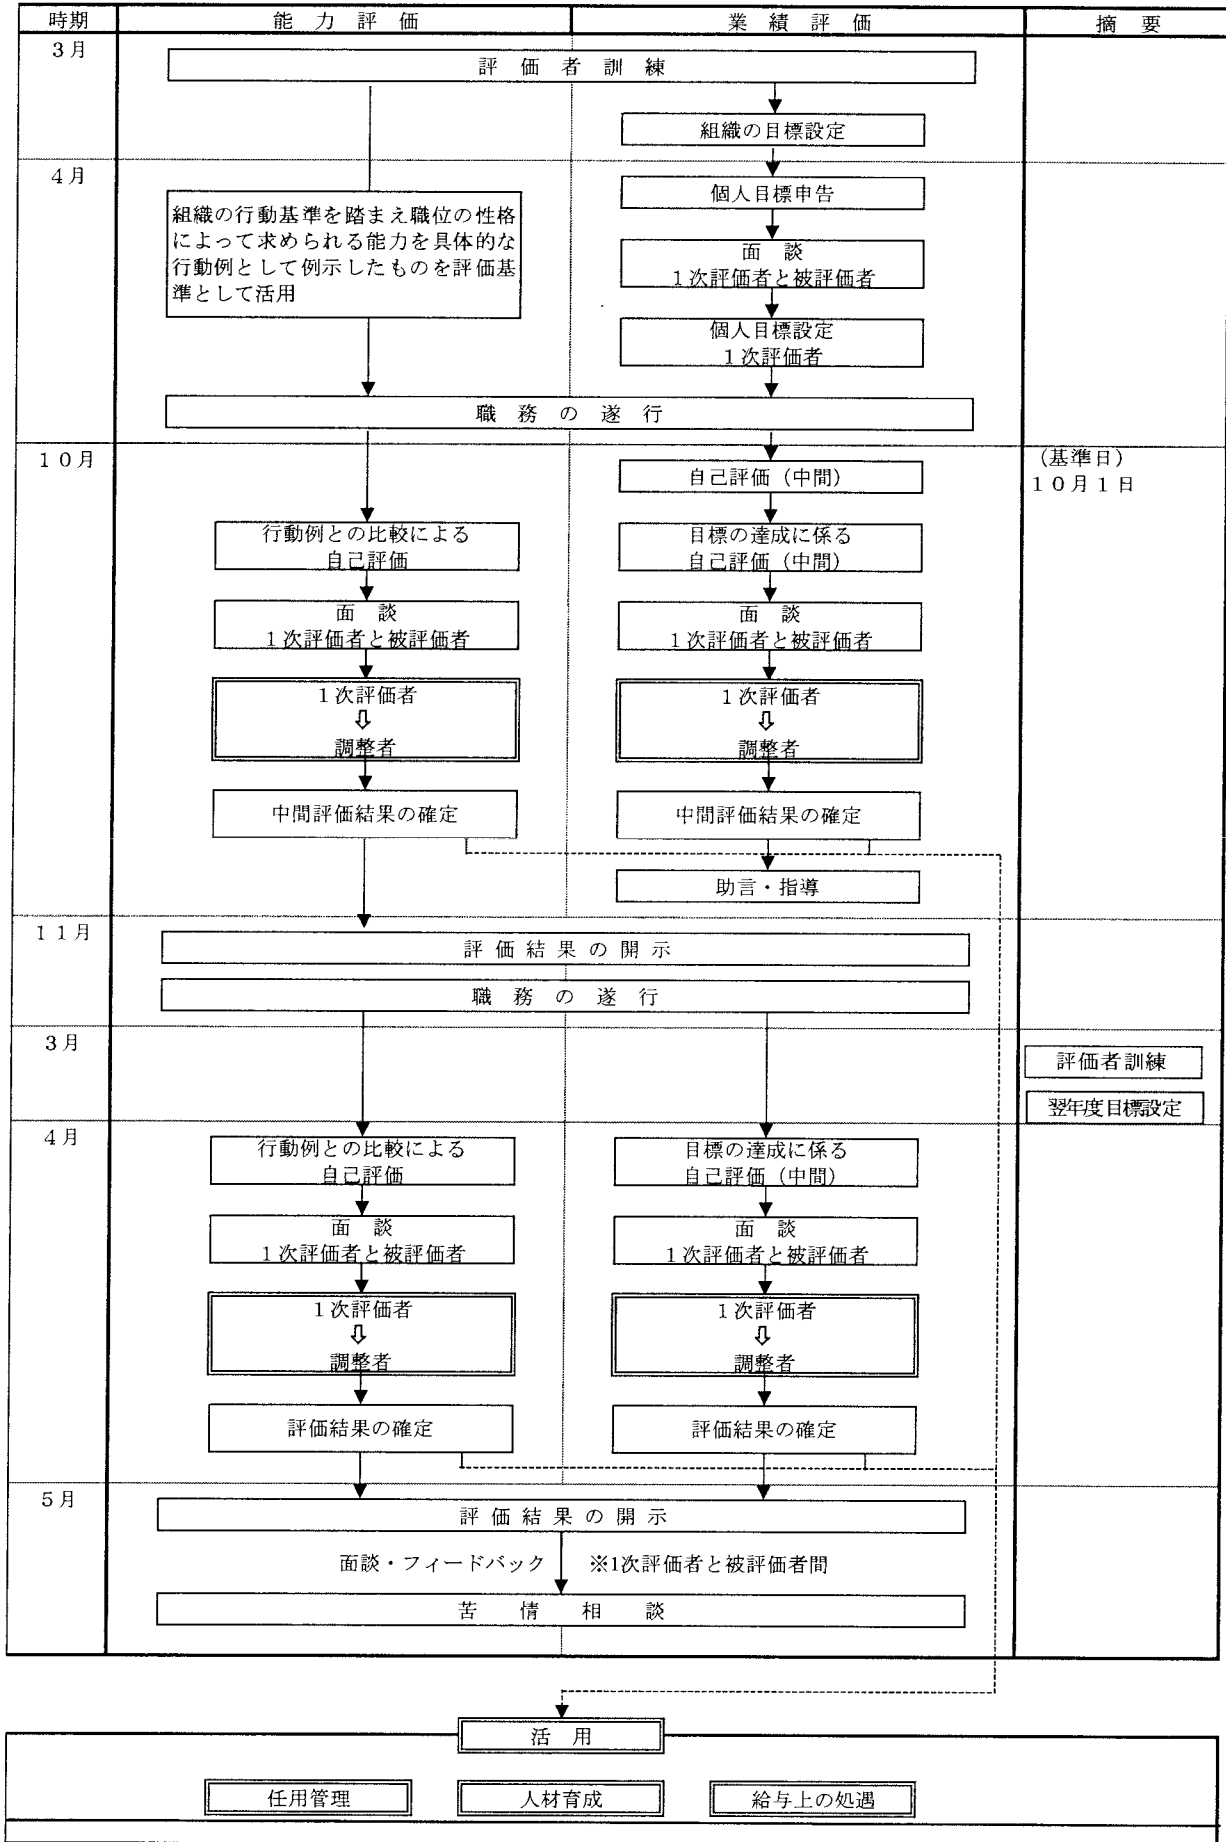 時期
能力評価
業績評価
摘要
3月
評価者訓練
組織の目標設定
4月
組織の行動基準を踏まえ職位の性格
によって求められる能力を具体的な
行動例として例示したものを評価基
準として活用
個人目標申告
面談
1次評価者と被評価者
個人目標設定
1次評価者
職務の遂行
10月
(基準日)
10月1日
自己評価(中間)
行動例との比較による
自己評価
目標の達成に係る
自己評価(中間)
面談
1次評価者と被評価者
面談
1次評価者と被評価者
1次評価者
⇩
調整者
1次評価者
⇩
調整者
中間評価結果の確定
中間評価結果の確定
助言・指導
11月
評価結果の開示
職務の遂行
3月
評価者訓練
翌年度目標設定
4月
行動例との比較による
自己評価
目標の達成に係る
自己評価(中間)
面談
1次評価者と被評価者
面談
1次評価者と被評価者
1次評価者
⇩
調整者
1次評価者
⇩
調整者
評価結果の確定
評価結果の確定
5月
評価結果の開示
面談・フィードバック ※1次評価者と被評価者間
苦情相談
活用
任用管理
人材育成
給与上の処遇